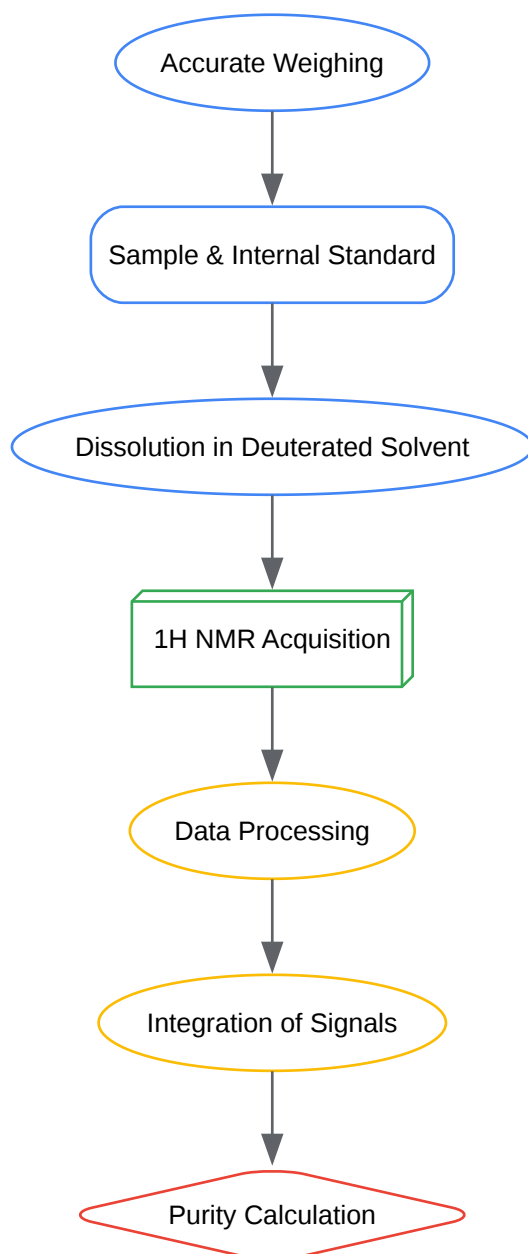 Accurate Weighing
Sample & Internal Standard
Dissolution in Deuterated Solvent
1H NMR Acquisition
Data Processing
Integration of Signals
Purity Calculation